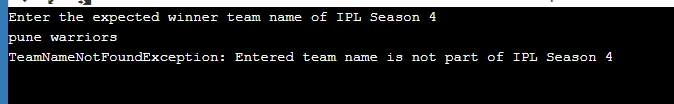 Enter the expected winner team name of IPL Season 4
pune warriors
TeamNameNotFoundException: Entered team name is not part of IPL Season 4